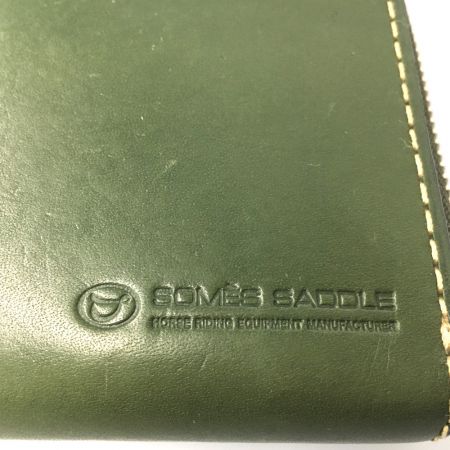 SOMÈS SADDLE
HORSE RIDING EQUIPMENT MANUFACTURER